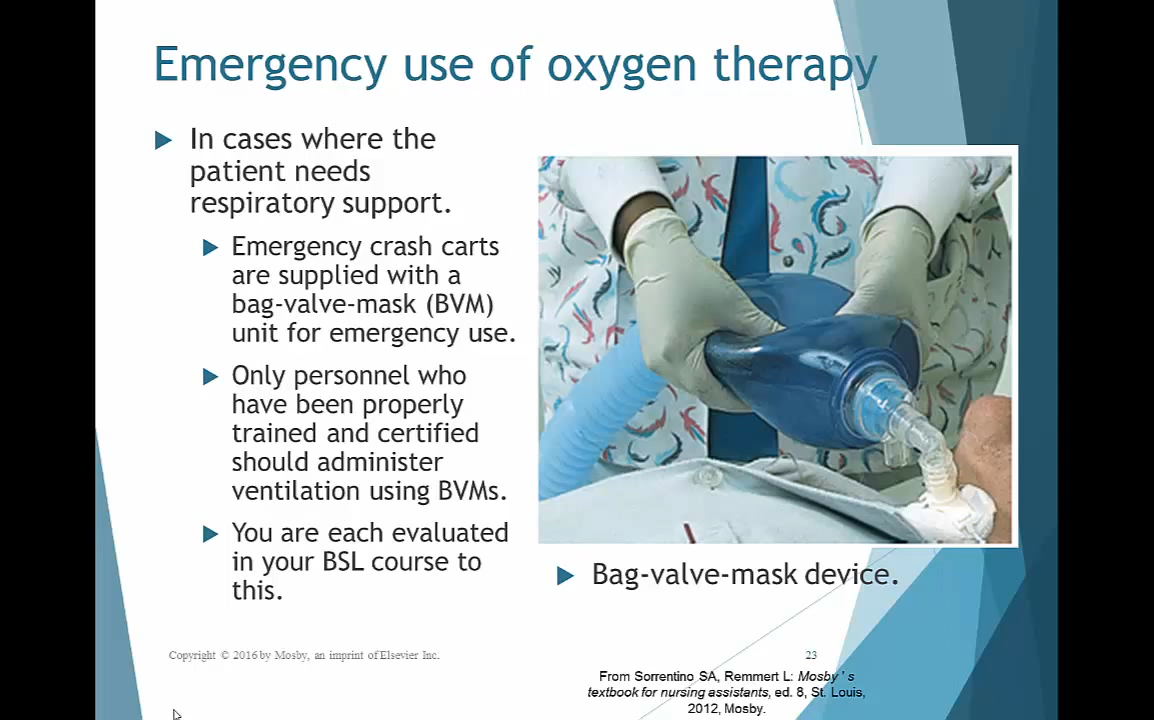 Emergency use of oxygen therapy
In cases where the
patient needs
respiratory support.
Emergency crash carts
are supplied with a
bag-valve-mask (BVM)
unit for emergency use.
Only personnel who
have been properly
trained and certified
should administer
ventilation using BVMs.
You are each evaluated
in your BSL course to
this.
Bag-valve-mask device.
Copyright © 2016 by Mosby, an imprint of Elsevier Inc.
23
From Sorrentino SA, Remmert L: Mosby ' s
textbook for nursing assistants, ed. 8, St. Louis,
2012, Mosby.